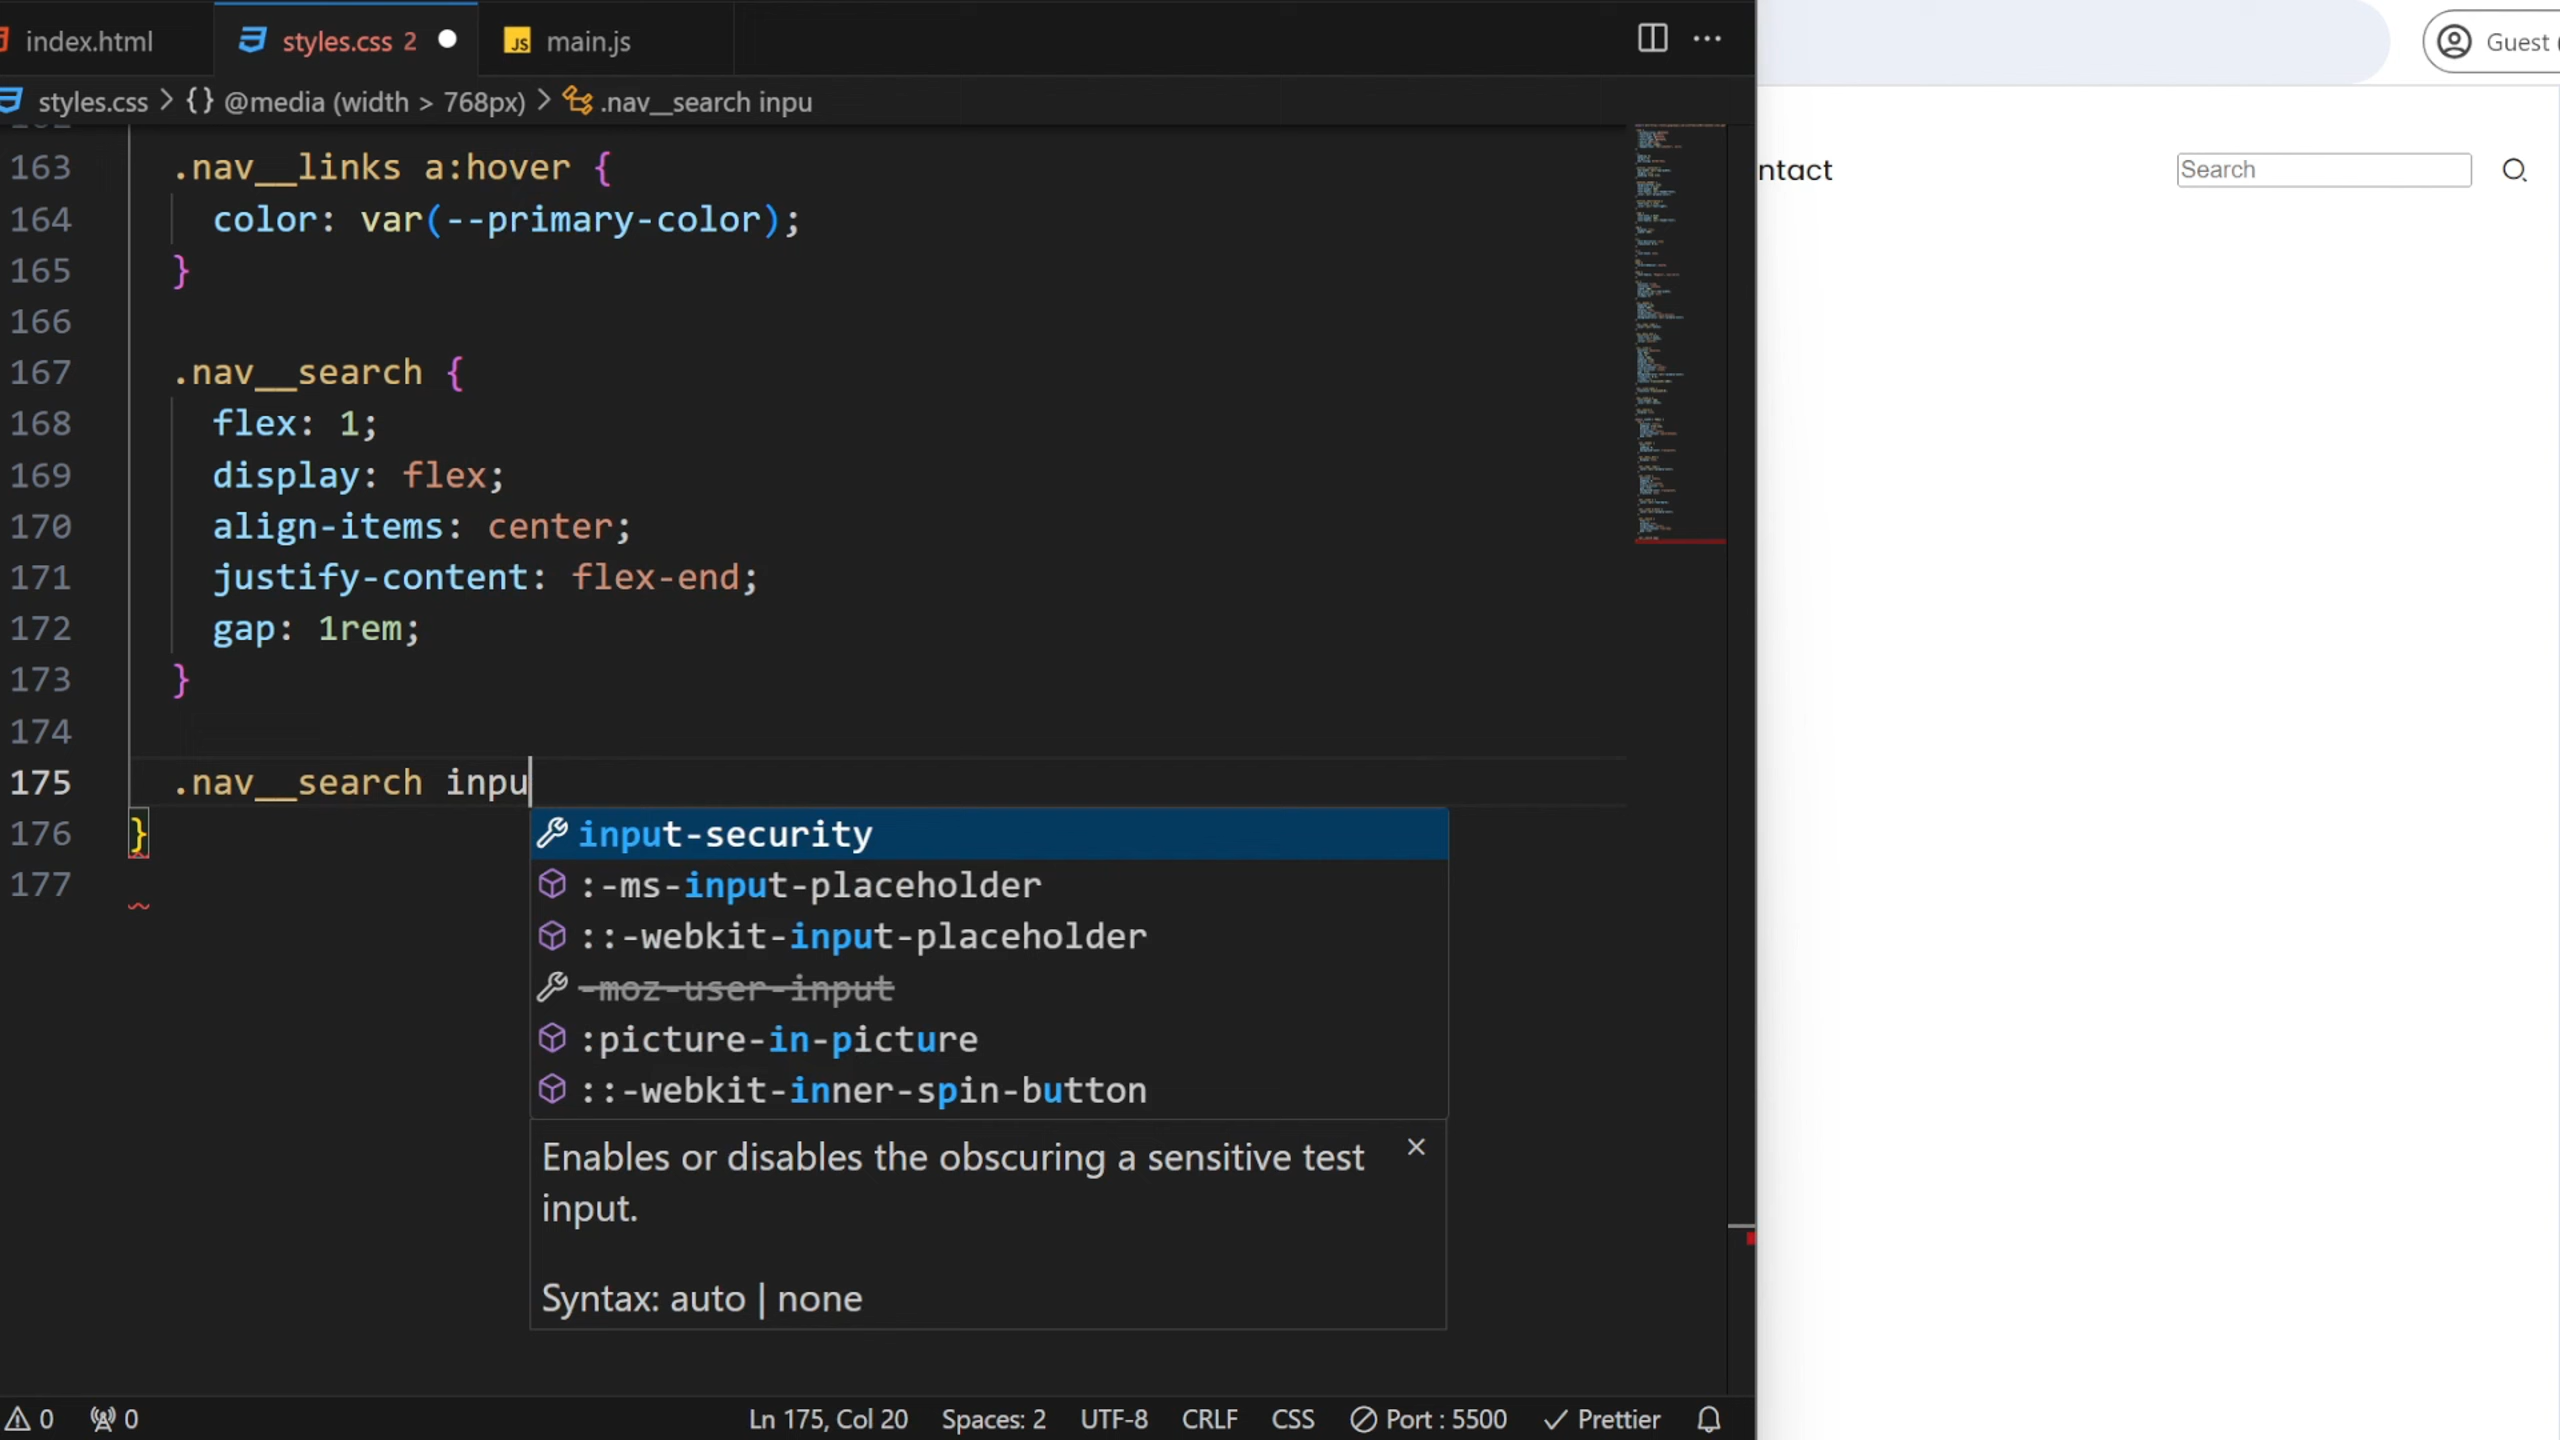 index.html
styles.css 2
main.js
Guest
styles.css > {} @media (width > 768px) > .nav__search inpu
163 .nav__links a:hover {
164 color: var(--primary-color);
165 }
166
167 .nav__search {
168 flex: 1;
169 display: flex;
170 align-items: center;
171 justify-content: flex-end;
172 gap: 1rem;
173 }
174
175 .nav__search inpu
176 }
177
input-security
:-ms-input-placeholder
::-webkit-input-placeholder
-moz-user-input
:picture-in-picture
::-webkit-inner-spin-button
Enables or disables the obscuring a sensitive test
input.
Syntax: auto | none
ntact
Search
0 0 Ln 175, Col 20 Spaces: 2 UTF-8 CRLF CSS Port : 5500 Prettier